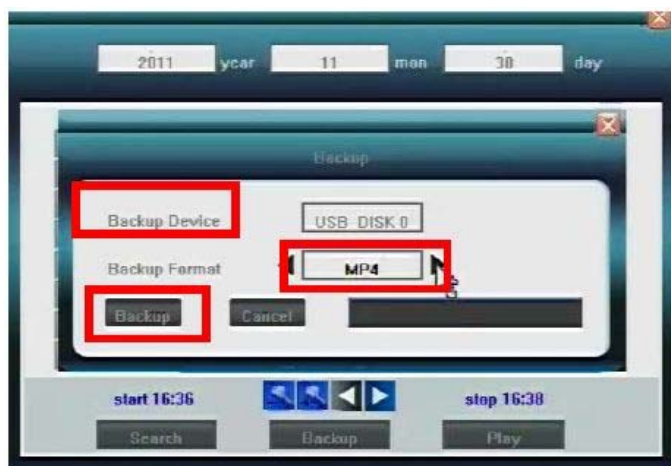 2011 year 11 mon 30 day
Backup
Backup Device USB DISK 0
Backup Format MP4
Backup Cancel
start 16:36 stop 16:38
Search Backup Play